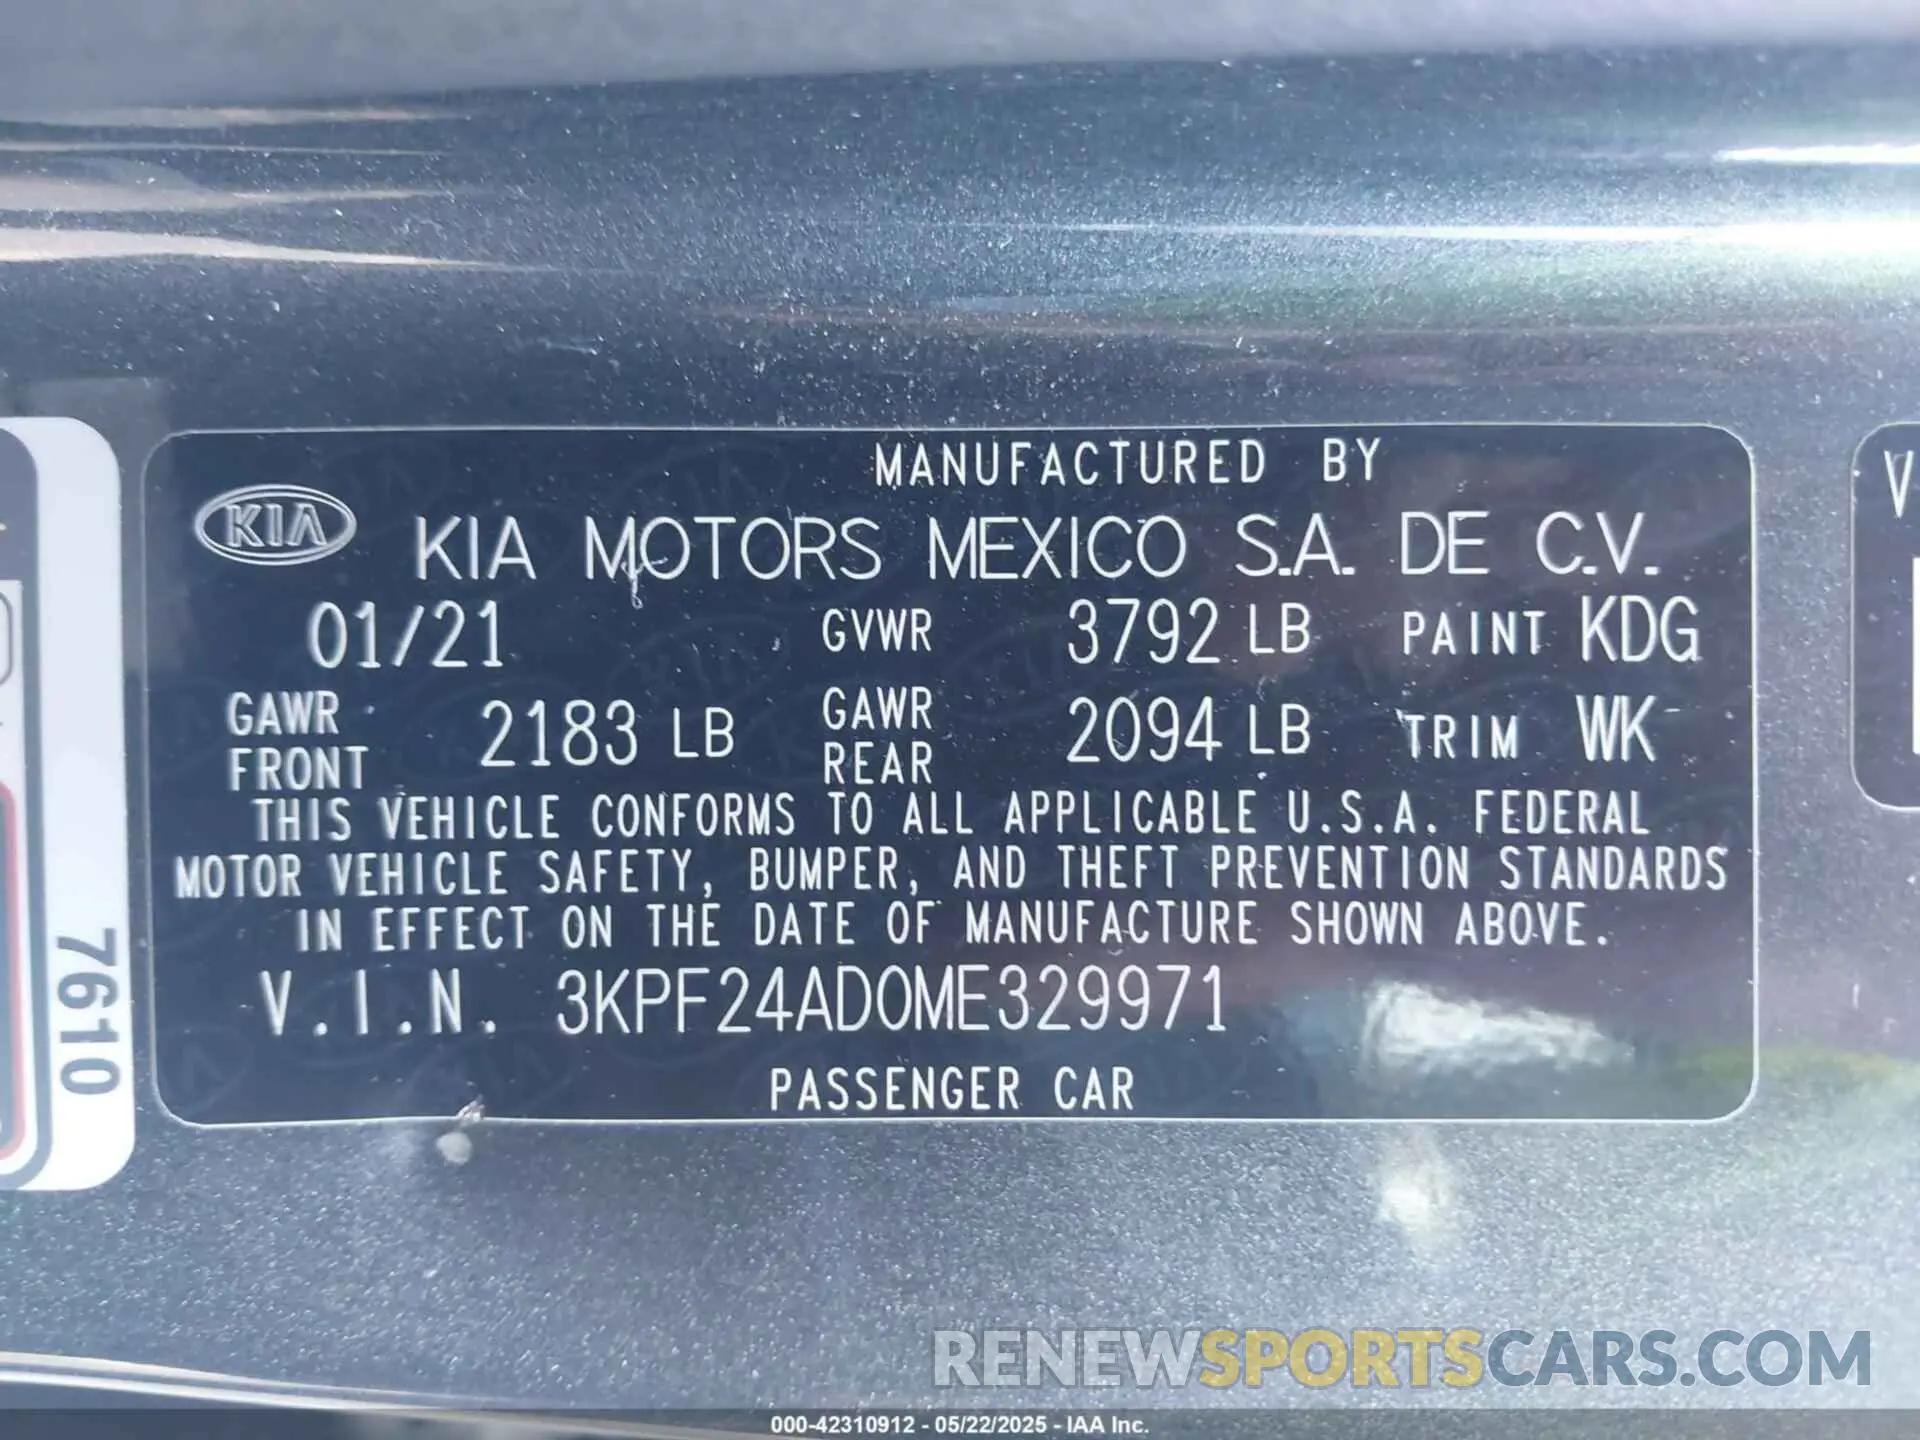 MANUFACTURED BY
KIA KIA MOTORS MEXICO S.A. DE C.V.
01/21 GVWR 3792 LB PAINT KDG
GAWR FRONT 2183 LB GAWR REAR 2094 LB TRIM WK
THIS VEHICLE CONFORMS TO ALL APPLICABLE U.S.A. FEDERAL
MOTOR VEHICLE SAFETY, BUMPER, AND THEFT PREVENTION STANDARDS
IN EFFECT ON THE DATE OF MANUFACTURE SHOWN ABOVE.
V.I.N. 3KPF24AD0ME329971
PASSENGER CAR
7610
V
RENEWSPORTSCARS.COM
000-42310912 - 05/22/2025 - IAA Inc.